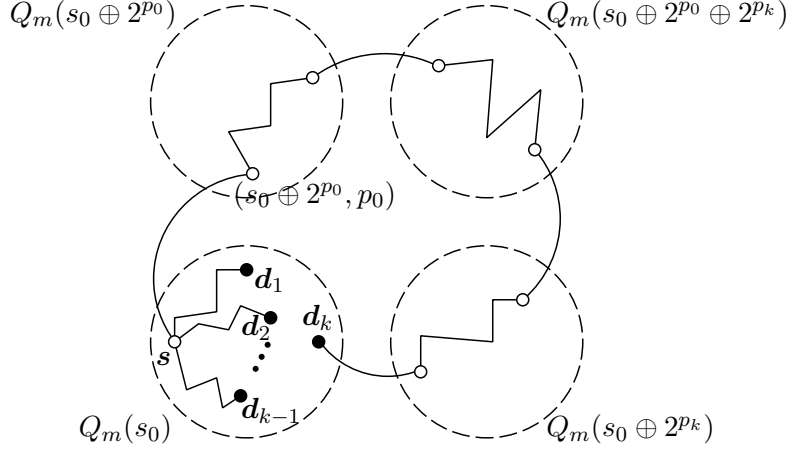 Qₘ(s₀ ⊕ 2^{p₀})
Qₘ(s₀ ⊕ 2^{p₀} ⊕ 2^{pₖ})
(s₀ ⊕ 2^{p₀}, p₀)
d₁
d₂
dₖ
s
dₖ₋₁
Qₘ(s₀)
Qₘ(s₀ ⊕ 2^{pₖ})